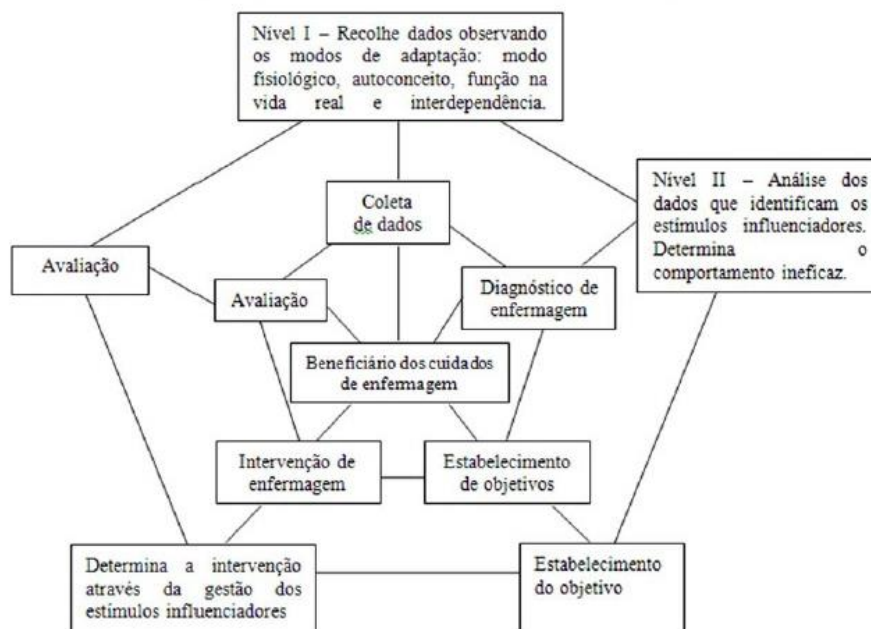 Nível I – Recolhe dados observando
os modos de adaptação: modo
fisiológico, autoconceito, função na
vida real e interdependência.
Nível II – Análise dos
dados que identificam os
estímulos influenciadores.
Determina o
comportamento ineficaz.
Coleta
de dados
Avaliação
Avaliação
Diagnóstico de
enfermagem
Beneficiário dos cuidados
de enfermagem
Intervenção de
enfermagem
Estabelecimento
de objetivos
Determina a intervenção
através da gestão dos
estímulos influenciadores
Estabelecimento
do objetivo